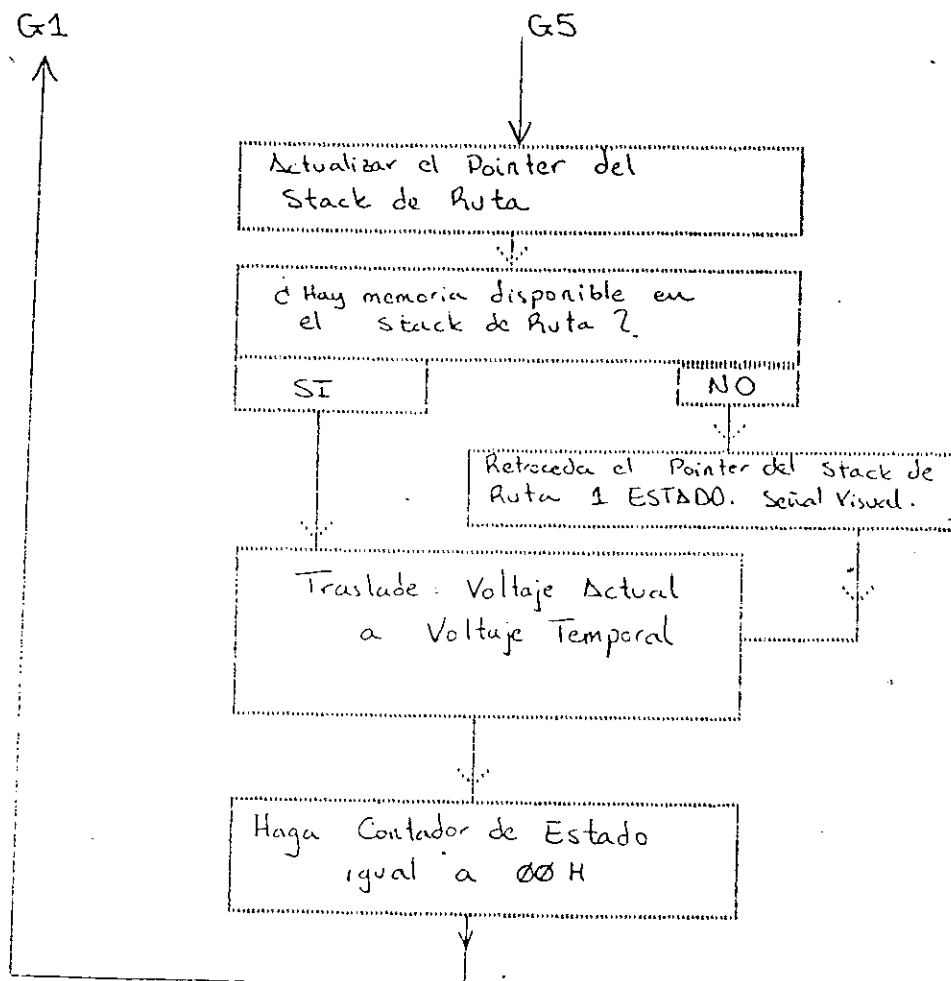 G1
G5
Actualizar el Pointer del
Stack de Ruta
¿Hay memoria disponible en
el Stack de Ruta?
SI
NO
Retroceda el Pointer del Stack de
Ruta 1 ESTADO. Señal Visual.
Traslade: Voltaje Actual
a Voltaje Temporal
Haga Contador de Estado
igual a ØØ H